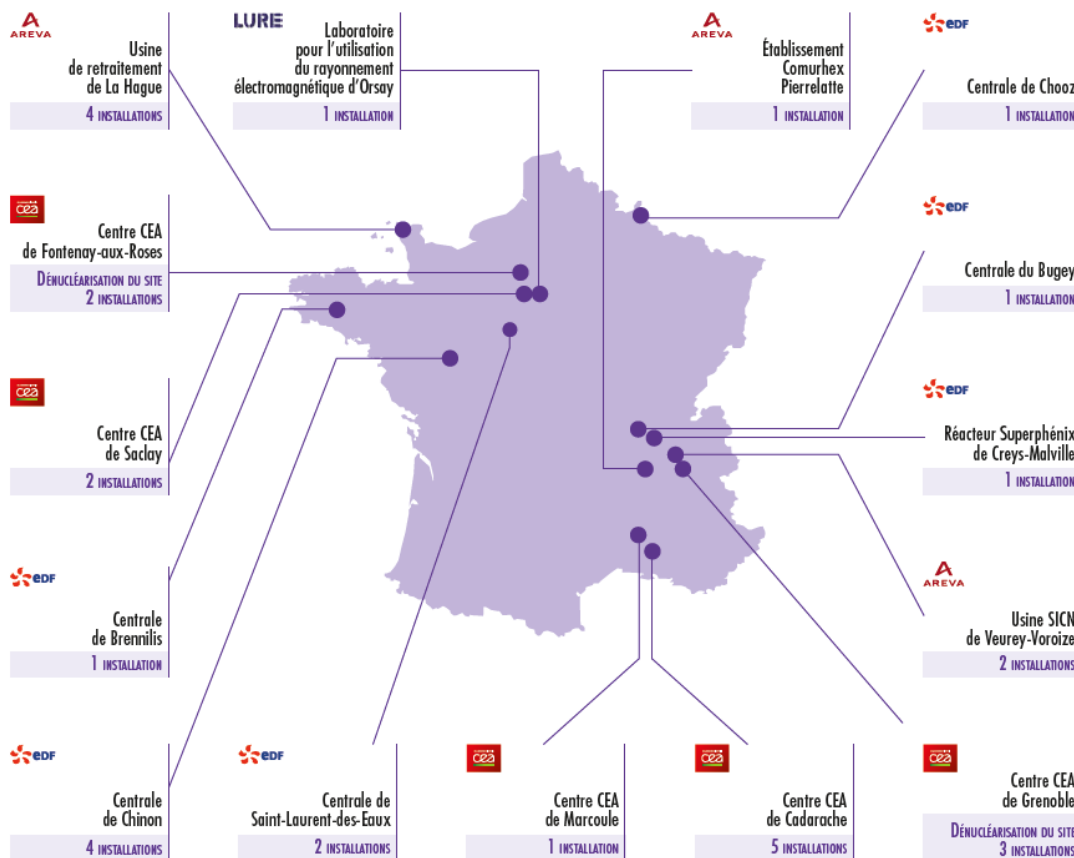 AREVA
Usine
de retraitement
de La Hague
4 INSTALLATIONS
LURE
Laboratoire
pour l'utilisation
du rayonnement
électromagnétique d'Orsay
1 INSTALLATION
AREVA
Établissement
Comurhex
Pierrelatte
1 INSTALLATION
eDF
Centrale de Chooz
1 INSTALLATION
cea
Centre CEA
de Fontenay-aux-Roses
DÉNUCLÉARISATION DU SITE
2 INSTALLATIONS
eDF
Centrale du Bugey
1 INSTALLATION
cea
Centre CEA
de Saclay
2 INSTALLATIONS
eDF
Réacteur Superphénix
de Creys-Malville
1 INSTALLATION
eDF
Centrale
de Brennilis
1 INSTALLATION
AREVA
Usine SICN
de Veurey-Voroize
2 INSTALLATIONS
eDF
Centrale
de Chinon
4 INSTALLATIONS
eDF
Centrale de
Saint-Laurent-des-Eaux
2 INSTALLATIONS
cea
Centre CEA
de Marcoule
1 INSTALLATION
cea
Centre CEA
de Cadarache
5 INSTALLATIONS
cea
Centre CEA
de Grenoble
DÉNUCLÉARISATION DU SITE
3 INSTALLATIONS